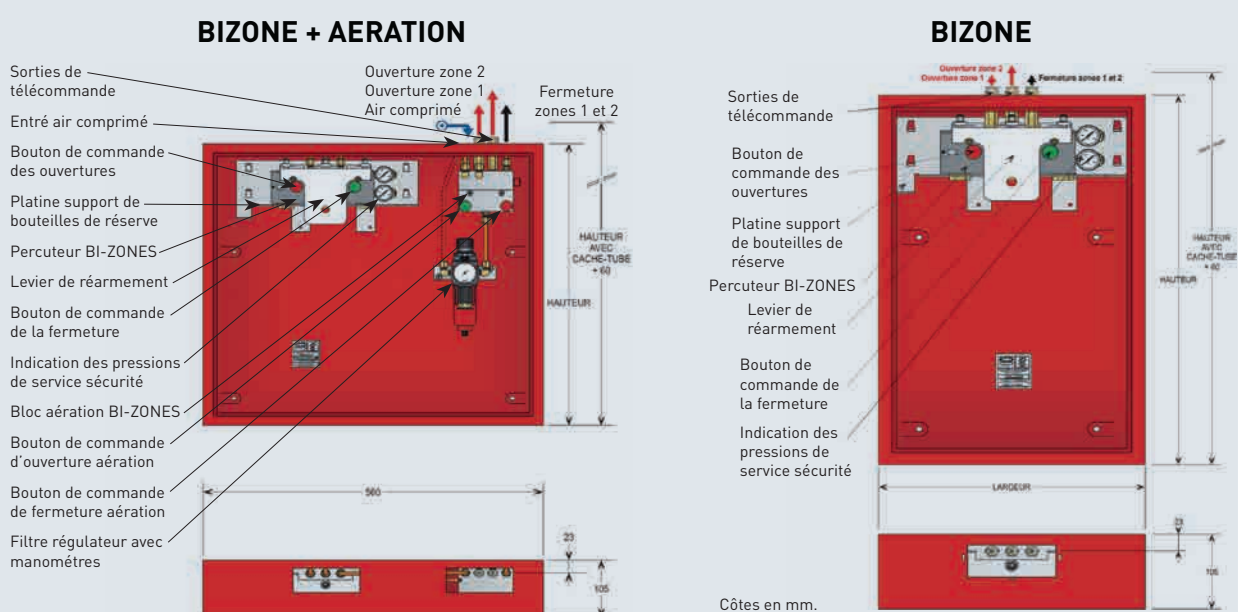 BIZONE + AERATION
Sorties de
télécommande
Entré air comprimé
Bouton de commande
des ouvertures
Platine support de
bouteilles de réserve
Percuteur BI-ZONES
Levier de réarmement
Bouton de commande
de la fermeture
Indication des pressions
de service sécurité
Bloc aération BI-ZONES
Bouton de commande
d'ouverture aération
Bouton de commande
de fermeture aération
Filtre régulateur avec
manométres
Ouverture zone 2
Ouverture zone 1
Air comprimé
Fermeture
zones 1 et 2
HAUTEUR
HAUTEUR
AVEC
CACHE-TUBE
+ 60
560
23
105
BIZONE
Ouverture zone 2
Ouverture zone 1
Fermeture zones 1 et 2
Sorties de
télécommande
Bouton de
commande des
ouvertures
Platine support
de bouteilles de
réserve
Percuteur BI-ZONES
Levier de
réarmement
Bouton de
commande de
la fermeture
Indication des
pressions de
service sécurité
HAUTEUR
HAUTEUR
AVEC
CACHE-TUBE
+ 60
LARGEUR
23
105
Côtes en mm.